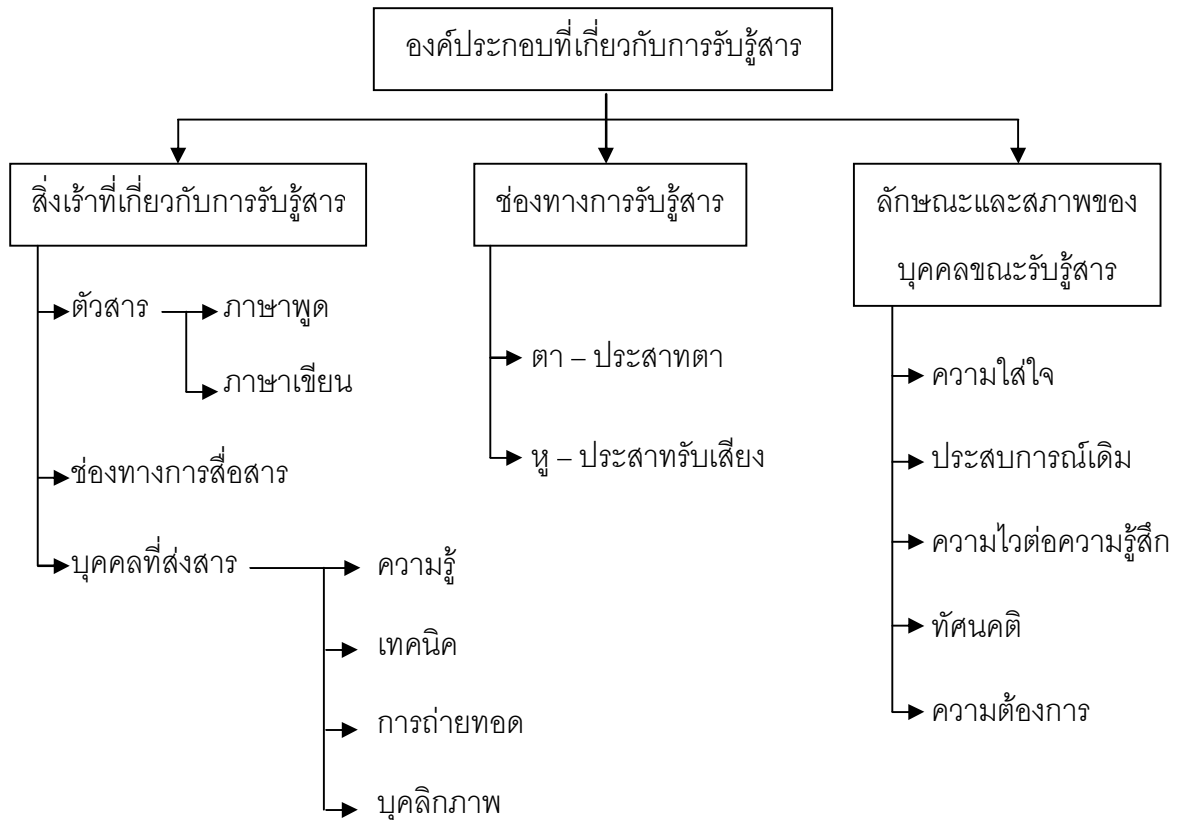 องค์ประกอบที่เกี่ยวกับการรับรู้สาร
สิ่งเร้าที่เกี่ยวกับการรับรู้สาร
ตัวสาร
ภาษาพูด
ภาษาเขียน
ช่องทางการสื่อสาร
บุคคลที่ส่งสาร
ความรู้
เทคนิค
การถ่ายทอด
บุคลิกภาพ
ช่องทางการรับรู้สาร
ตา – ประสาทตา
หู – ประสาทรับเสียง
ลักษณะและสภาพของ
บุคคลขณะรับรู้สาร
ความใส่ใจ
ประสบการณ์เดิม
ความไวต่อความรู้สึก
ทัศนคติ
ความต้องการ